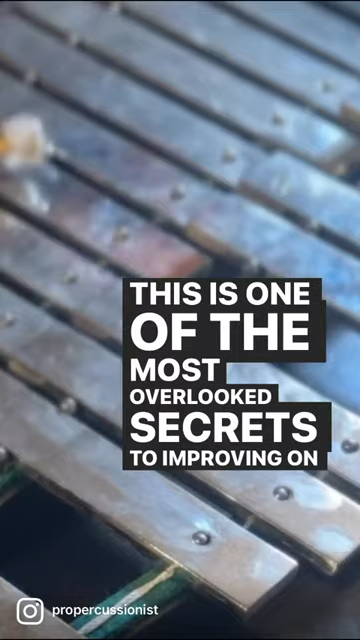 THIS IS ONE
OF THE
MOST
OVERLOOKED
SECRETS
TO IMPROVING ON
propercussionist